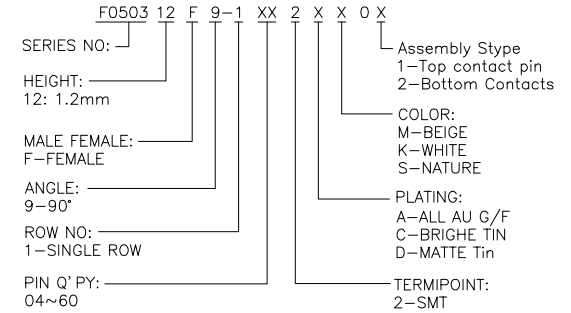 F0503 12 F 9-1 XX 2 X X 0 X
SERIES NO:
HEIGHT:
12: 1.2mm
MALE FEMALE:
F-FEMALE
ANGLE:
9-90°
ROW NO:
1-SINGLE ROW
PIN Q'PY:
04~60
Assembly Stype
1-Top contact pin
2-Bottom Contacts
COLOR:
M-BEIGE
K-WHITE
S-NATURE
PLATING:
A-ALL AU G/F
C-BRIGHE TIN
D-MATTE Tin
TERMIPOINT:
2-SMT